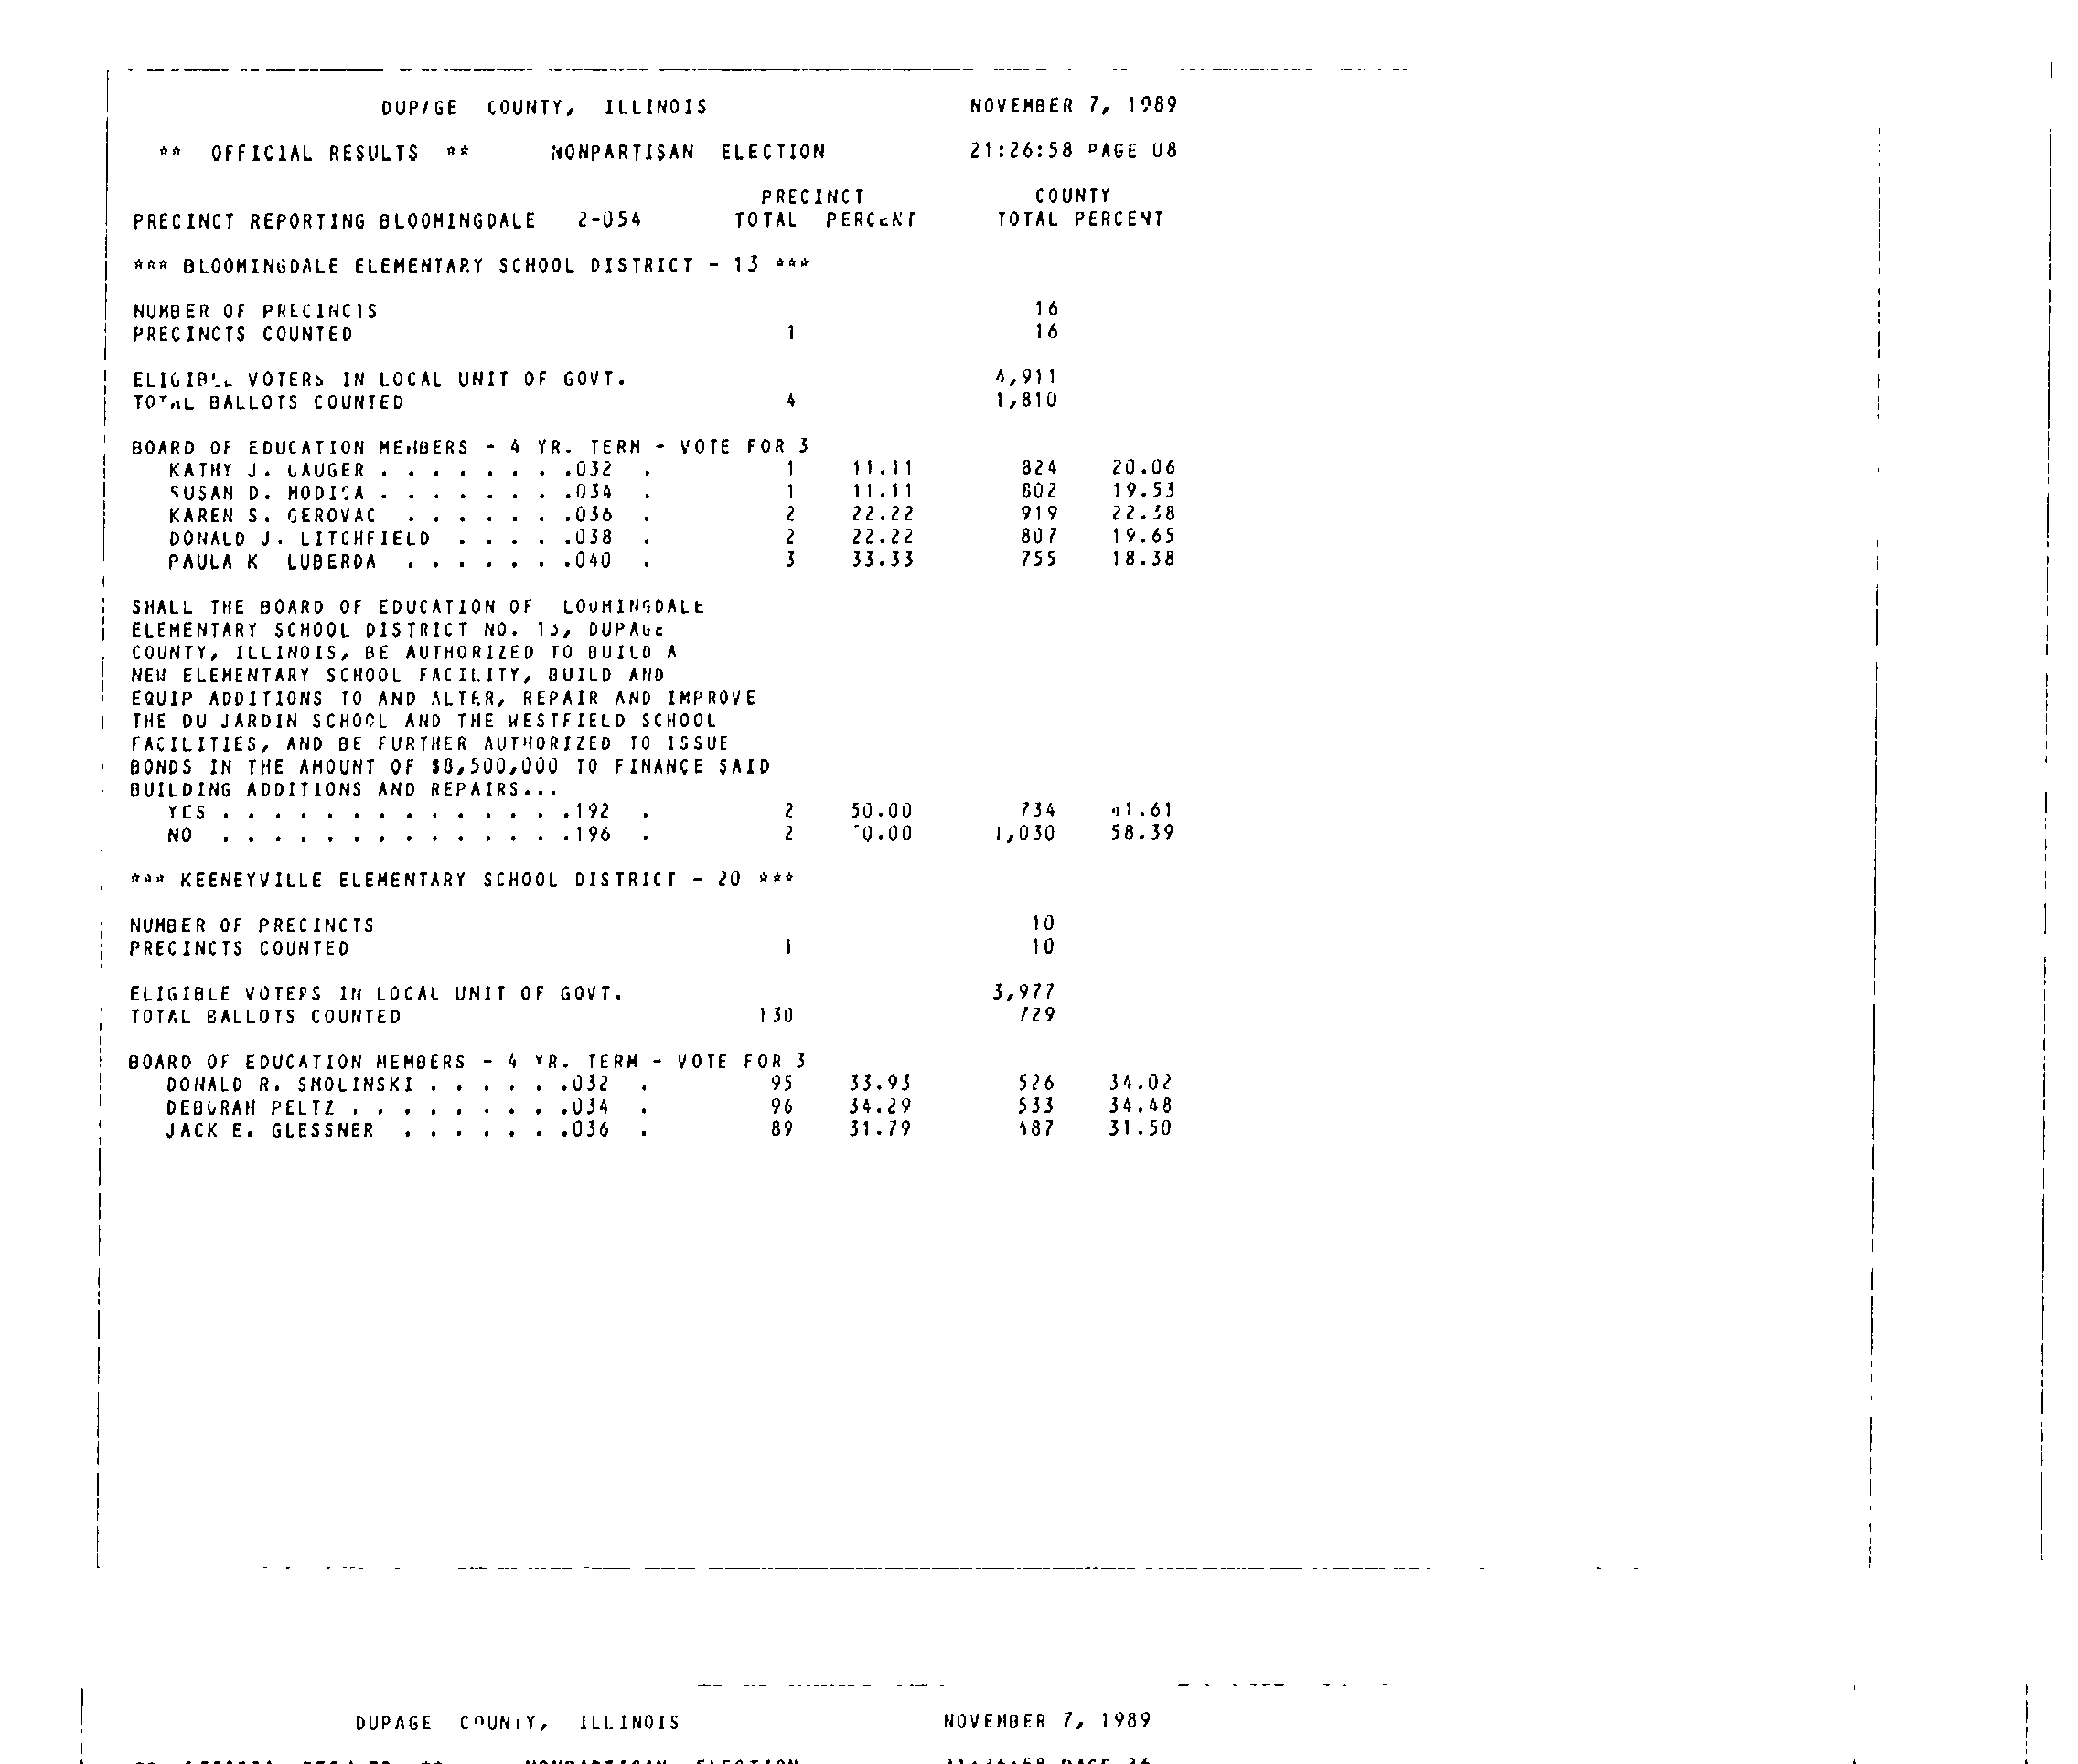 DUPAGE COUNTY, ILLINOIS NOVEMBER 7, 1989
** OFFICIAL RESULTS ** NONPARTISAN ELECTION 21:26:58 PAGE 08
PRECINCT COUNTY
PRECINCT REPORTING BLOOMINGDALE 2-054 TOTAL PERCENT TOTAL PERCENT
*** BLOOMINGDALE ELEMENTARY SCHOOL DISTRICT - 13 ***
NUMBER OF PRECINCTS 16
PRECINCTS COUNTED 1 16
ELIGIBLE VOTERS IN LOCAL UNIT OF GOVT. 4,911
TOTAL BALLOTS COUNTED 4 1,810
BOARD OF EDUCATION MEMBERS - 4 YR. TERM - VOTE FOR 3
KATHY J. GAUGER . . . . . . . .032 . 1 11.11 824 20.06
SUSAN D. MODICA . . . . . . . .034 . 1 11.11 802 19.53
KAREN S. GEROVAC . . . . . . .036 . 2 22.22 919 22.38
DONALD J. LITCHFIELD . . . . .038 . 2 22.22 807 19.65
PAULA K LUBERDA . . . . . . .040 . 3 33.33 755 18.38
SHALL THE BOARD OF EDUCATION OF LOOMINGDALE
ELEMENTARY SCHOOL DISTRICT NO. 13, DUPAGE
COUNTY, ILLINOIS, BE AUTHORIZED TO BUILD A
NEW ELEMENTARY SCHOOL FACILITY, BUILD AND
EQUIP ADDITIONS TO AND ALTER, REPAIR AND IMPROVE
THE DU JARDIN SCHOOL AND THE WESTFIELD SCHOOL
FACILITIES, AND BE FURTHER AUTHORIZED TO ISSUE
BONDS IN THE AMOUNT OF $8,500,000 TO FINANCE SAID
BUILDING ADDITIONS AND REPAIRS...
YES . . . . . . . . . . . . . .192 . 2 50.00 734 41.61
NO . . . . . . . . . . . . . .196 . 2 50.00 1,030 58.39
*** KEENEYVILLE ELEMENTARY SCHOOL DISTRICT - 20 ***
NUMBER OF PRECINCTS 10
PRECINCTS COUNTED 1 10
ELIGIBLE VOTERS IN LOCAL UNIT OF GOVT. 3,977
TOTAL BALLOTS COUNTED 130 729
BOARD OF EDUCATION MEMBERS - 4 YR. TERM - VOTE FOR 3
DONALD R. SMOLINSKI . . . . . .032 . 95 33.93 526 34.02
DEBORAH PELTZ . . . . . . . . .034 . 96 34.29 533 34.48
JACK E. GLESSNER . . . . . . .036 . 89 31.79 487 31.50
DUPAGE COUNTY, ILLINOIS NOVEMBER 7, 1989
NONPARTISAN ELECTION